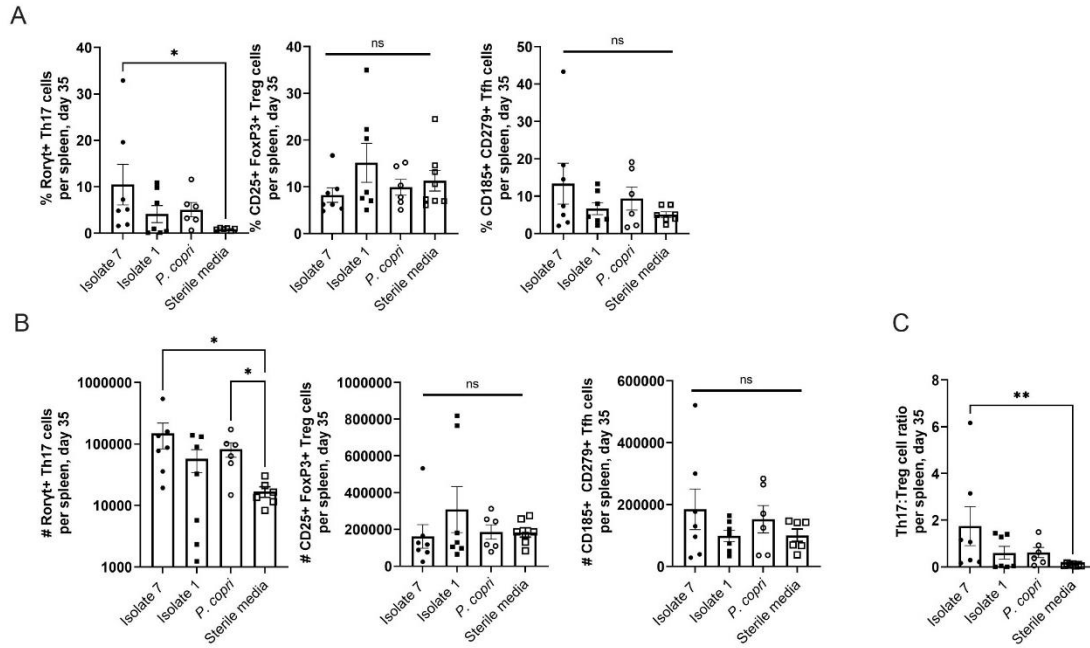 A
% Rorγt+ Th17 cells
per spleen, day 35
40
30
20
10
0
*
Isolate 7
Isolate 1
P. copri
Sterile media
% CD25+ FoxP3+ Treg cells
per spleen, day 35
40
30
20
10
0
ns
Isolate 7
Isolate 1
P. copri
Sterile media
% CD185+ CD279+ Tfh cells
per spleen, day 35
50
40
30
20
10
0
ns
Isolate 7
Isolate 1
P. copri
Sterile media
B
# Rorγt+ Th17 cells
per spleen, day 35
1000000
100000
10000
1000
*
*
Isolate 7
Isolate 1
P. copri
Sterile media
# CD25+ FoxP3+ Treg cells
per spleen, day 35
1000000
800000
600000
400000
200000
0
ns
Isolate 7
Isolate 1
P. copri
Sterile media
# CD185+ CD279+ Tfh cells
per spleen, day 35
600000
400000
200000
0
ns
Isolate 7
Isolate 1
P. copri
Sterile media
C
Th17:Treg cell ratio
per spleen, day 35
8
6
4
2
0
**
Isolate 7
Isolate 1
P. copri
Sterile media